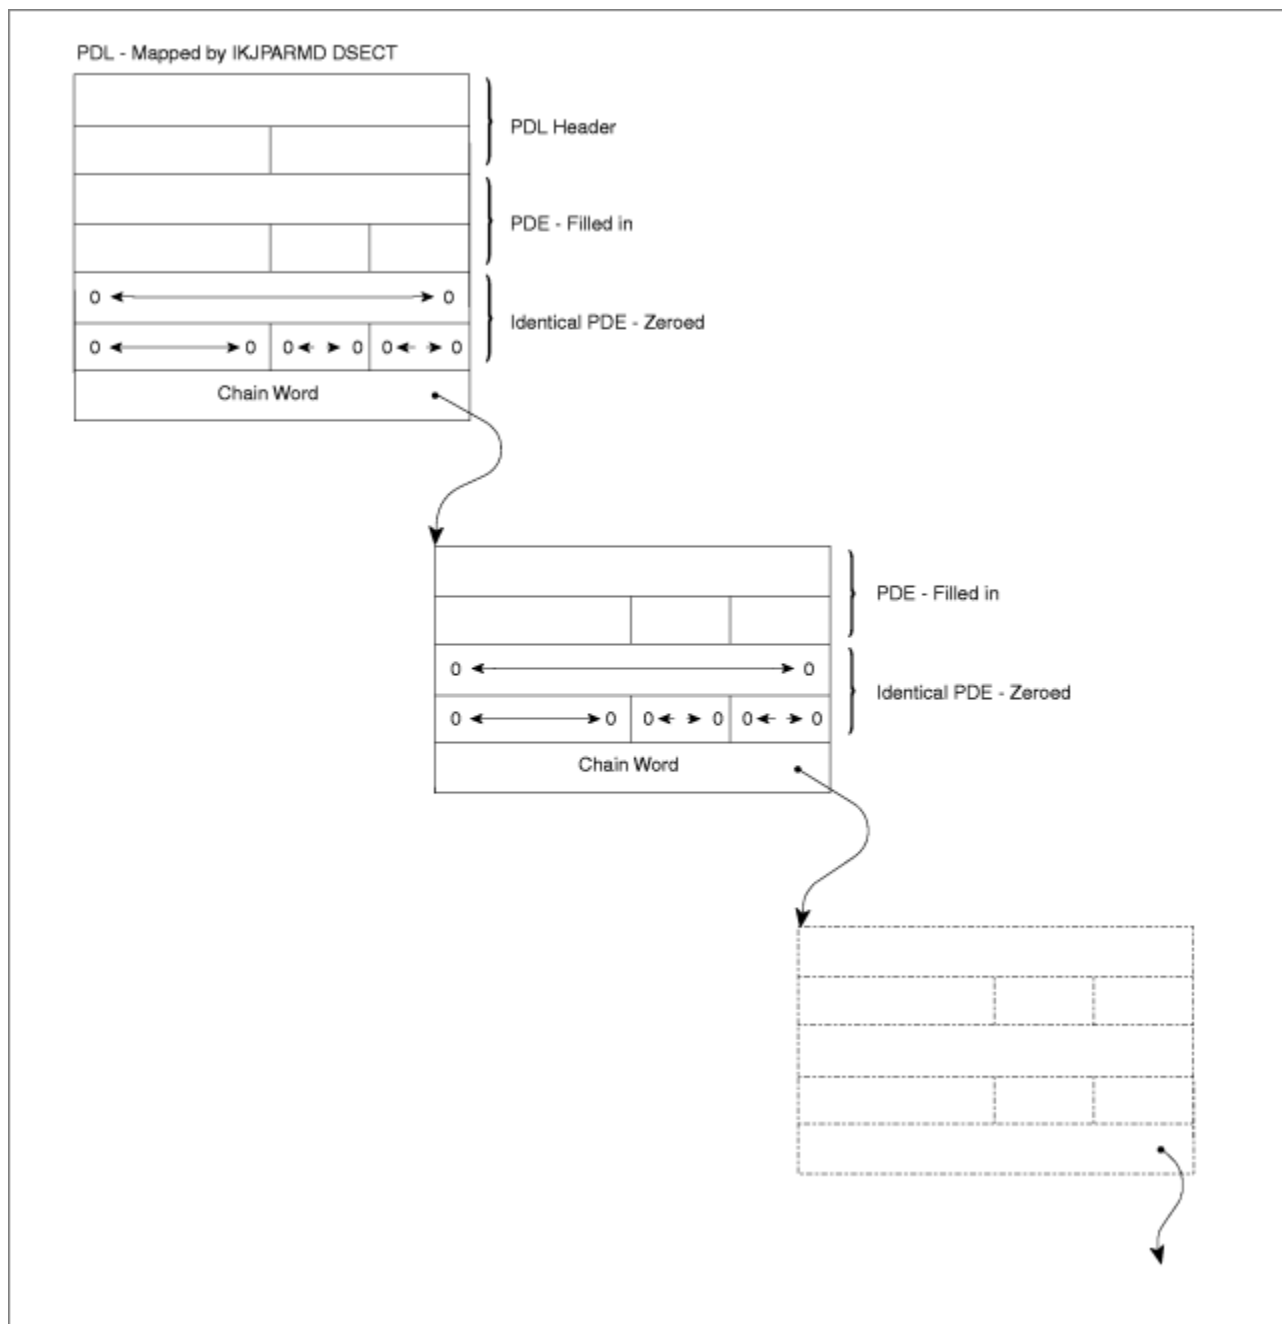 PDL - Mapped by IKJPARMD DSECT
PDL Header
PDE - Filled in
0 0
Identical PDE - Zeroed
0 0 0 0 0 0
Chain Word
PDE - Filled in
0 0
Identical PDE - Zeroed
0 0 0 0 0 0
Chain Word